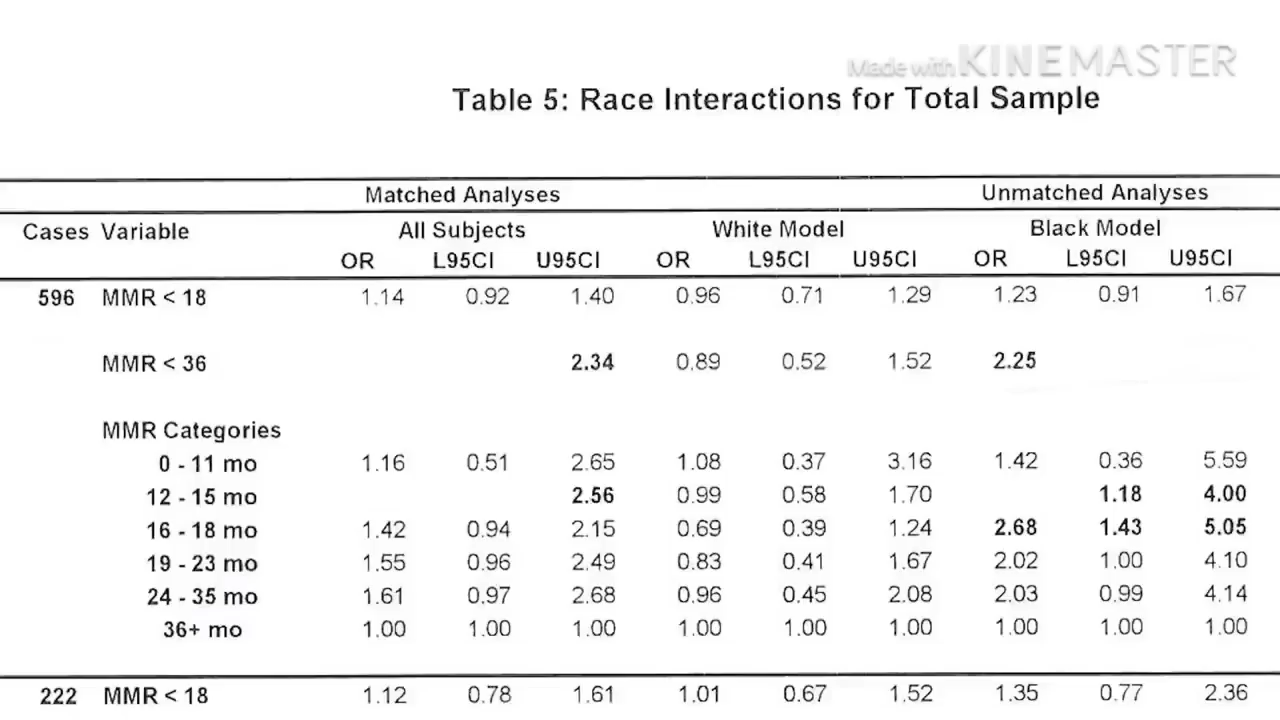 Made with KINEMASTER
Table 5: Race Interactions for Total Sample
Matched Analyses Unmatched Analyses
Cases Variable All Subjects White Model Black Model
OR L95CI U95CI OR L95CI U95CI OR L95CI U95CI
596 MMR < 18 1.14 0.92 1.40 0.96 0.71 1.29 1.23 0.91 1.67
MMR < 36 2.34 0.89 0.52 1.52 2.25
MMR Categories
0 - 11 mo 1.16 0.51 2.65 1.08 0.37 3.16 1.42 0.36 5.59
12 - 15 mo 2.56 0.99 0.58 1.70 1.18 4.00
16 - 18 mo 1.42 0.94 2.15 0.69 0.39 1.24 2.68 1.43 5.05
19 - 23 mo 1.55 0.96 2.49 0.83 0.41 1.67 2.02 1.00 4.10
24 - 35 mo 1.61 0.97 2.68 0.96 0.45 2.08 2.03 0.99 4.14
36+ mo 1.00 1.00 1.00 1.00 1.00 1.00 1.00 1.00 1.00
222 MMR < 18 1.12 0.78 1.61 1.01 0.67 1.52 1.35 0.77 2.36